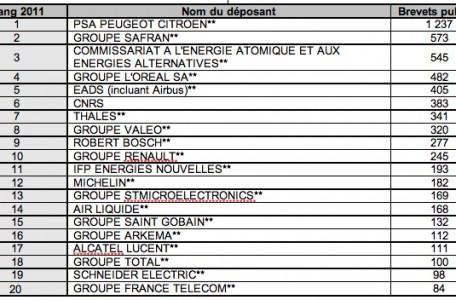 ang 2011 Nom du déposant Brevets pul
1 PSA PEUGEOT CITROEN** 1 237
2 GROUPE SAFRAN** 573
3 COMMISSARIAT A L'ENERGIE ATOMIQUE ET AUX
ENERGIES ALTERNATIVES** 545
4 GROUPE L'OREAL SA** 482
5 EADS (incluant Airbus)** 405
6 CNRS 383
7 THALES** 341
8 GROUPE VALEO** 320
9 ROBERT BOSCH** 277
10 GROUPE RENAULT** 245
11 IFP ENERGIES NOUVELLES** 193
12 MICHELIN** 182
13 GROUPE STMICROELECTRONICS** 169
14 AIR LIQUIDE** 168
15 GROUPE SAINT GOBAIN** 132
16 GROUPE ARKEMA** 112
17 ALCATEL LUCENT** 111
18 GROUPE TOTAL** 100
19 SCHNEIDER ELECTRIC** 98
20 GROUPE FRANCE TELECOM** 84